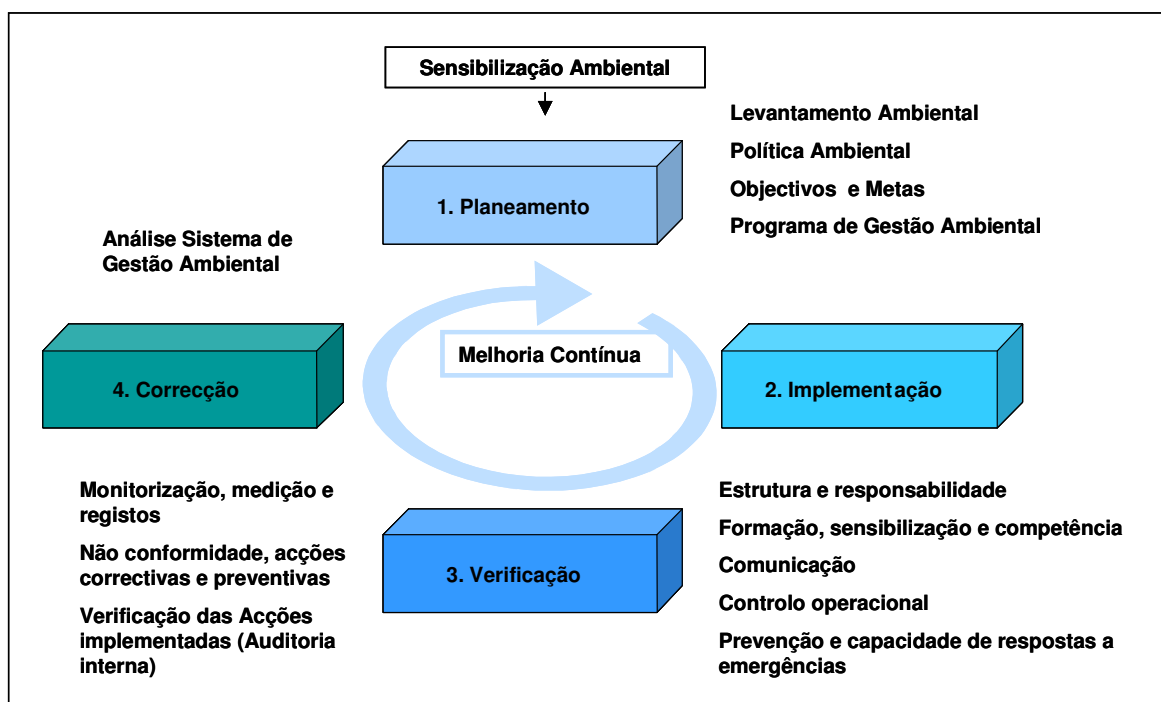 Sensibilização Ambiental
Levantamento Ambiental
Política Ambiental
Objectivos e Metas
Programa de Gestão Ambiental
1. Planeamento
Análise Sistema de
Gestão Ambiental
Melhoria Contínua
4. Correcção
2. Implementação
Monitorização, medição e
registos
Não conformidade, acções
correctivas e preventivas
Verificação das Acções
implementadas (Auditoria
interna)
3. Verificação
Estrutura e responsabilidade
Formação, sensibilização e competência
Comunicação
Controlo operacional
Prevenção e capacidade de respostas a
emergências